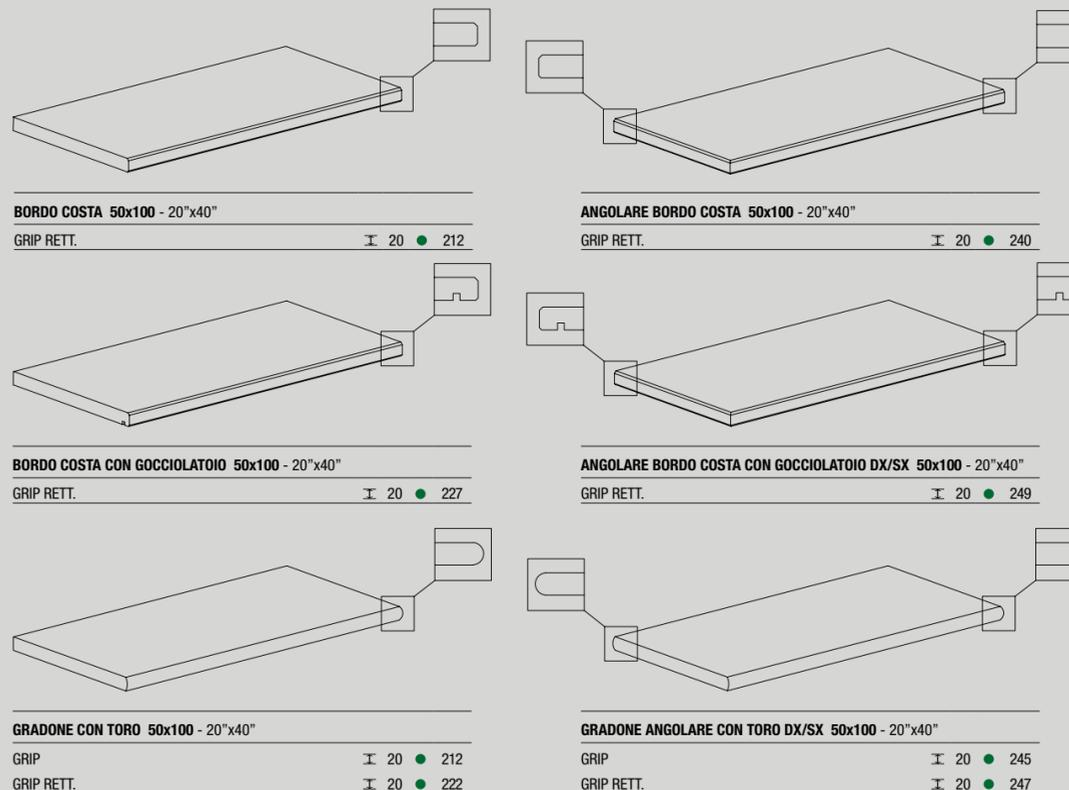 BORDO COSTA 50x100 - 20”x40”
GRIP RETT. 20 212
ANGOLARE BORDO COSTA 50x100 - 20”x40”
GRIP RETT. 20 240
BORDO COSTA CON GOCCIOLATOIO 50x100 - 20”x40”
GRIP RETT. 20 227
ANGOLARE BORDO COSTA CON GOCCIOLATOIO DX/SX 50x100 - 20”x40”
GRIP RETT. 20 249
GRADONE CON TORO 50x100 - 20”x40”
GRIP 20 212
GRIP RETT. 20 222
GRADONE ANGOLARE CON TORO DX/SX 50x100 - 20”x40”
GRIP 20 245
GRIP RETT. 20 247